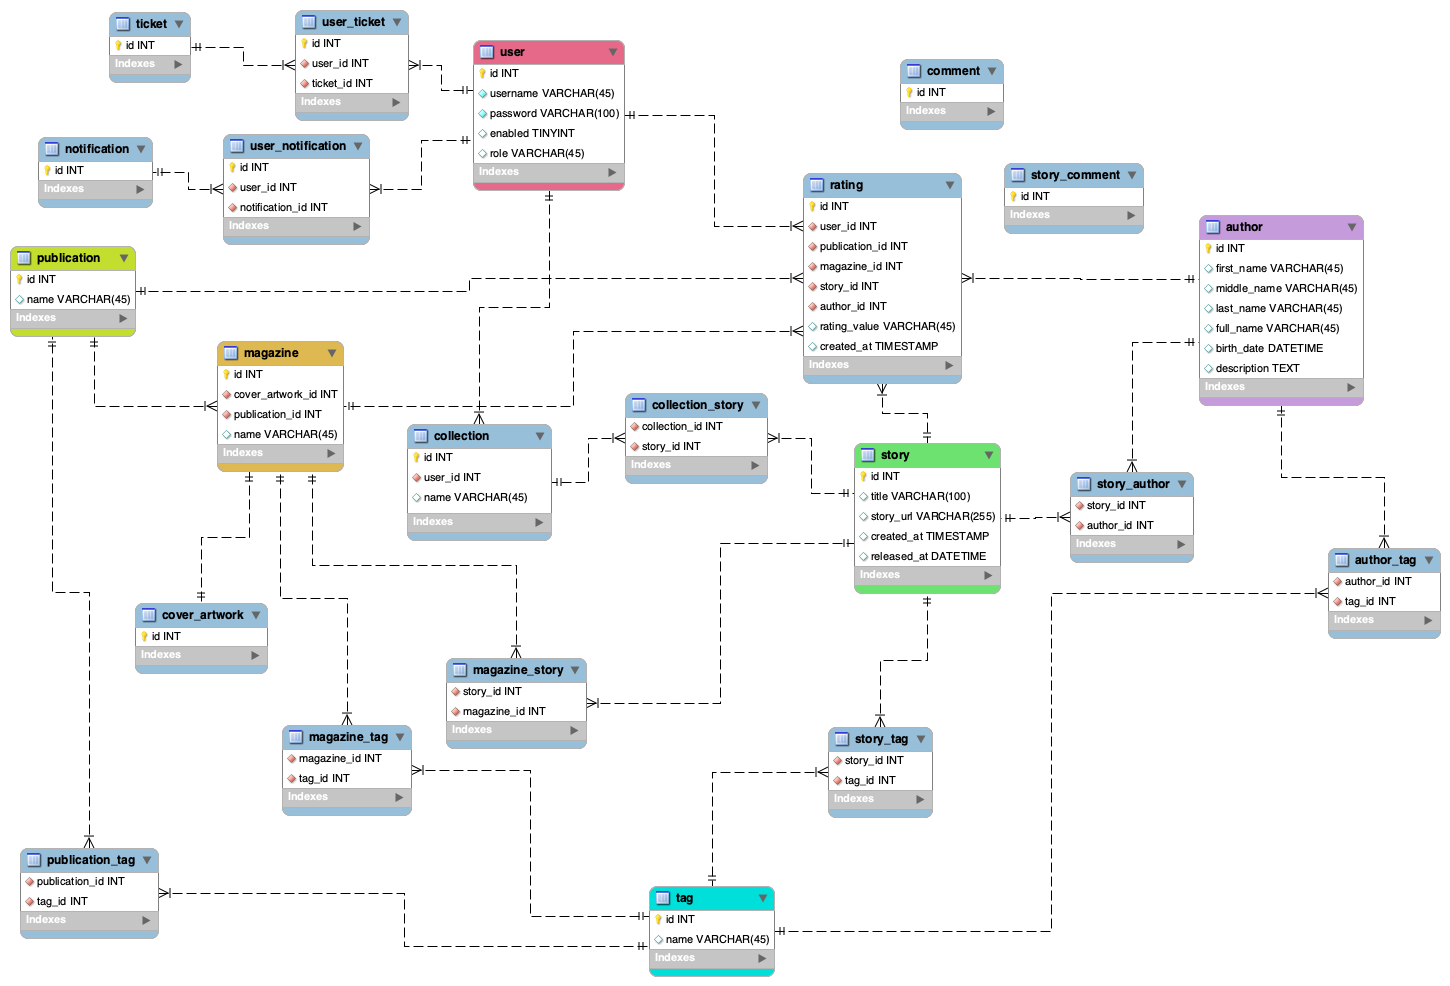 ticket
id INT
Indexes
user_ticket
id INT
user_id INT
ticket_id INT
Indexes
user
id INT
username VARCHAR(45)
password VARCHAR(100)
enabled TINYINT
role VARCHAR(45)
Indexes
comment
id INT
Indexes
notification
id INT
Indexes
user_notification
id INT
user_id INT
notification_id INT
Indexes
rating
id INT
user_id INT
publication_id INT
magazine_id INT
story_id INT
author_id INT
rating_value VARCHAR(45)
created_at TIMESTAMP
Indexes
story_comment
id INT
Indexes
author
id INT
first_name VARCHAR(45)
middle_name VARCHAR(45)
last_name VARCHAR(45)
full_name VARCHAR(45)
birth_date DATETIME
description TEXT
Indexes
publication
id INT
name VARCHAR(45)
Indexes
magazine
id INT
cover_artwork_id INT
publication_id INT
name VARCHAR(45)
Indexes
collection
id INT
user_id INT
name VARCHAR(45)
Indexes
collection_story
collection_id INT
story_id INT
Indexes
story
id INT
title VARCHAR(100)
story_url VARCHAR(255)
created_at TIMESTAMP
released_at DATETIME
Indexes
story_author
story_id INT
author_id INT
Indexes
author_tag
author_id INT
tag_id INT
Indexes
cover_artwork
id INT
Indexes
magazine_story
story_id INT
magazine_id INT
Indexes
magazine_tag
magazine_id INT
tag_id INT
Indexes
story_tag
story_id INT
tag_id INT
Indexes
publication_tag
publication_id INT
tag_id INT
Indexes
tag
id INT
name VARCHAR(45)
Indexes